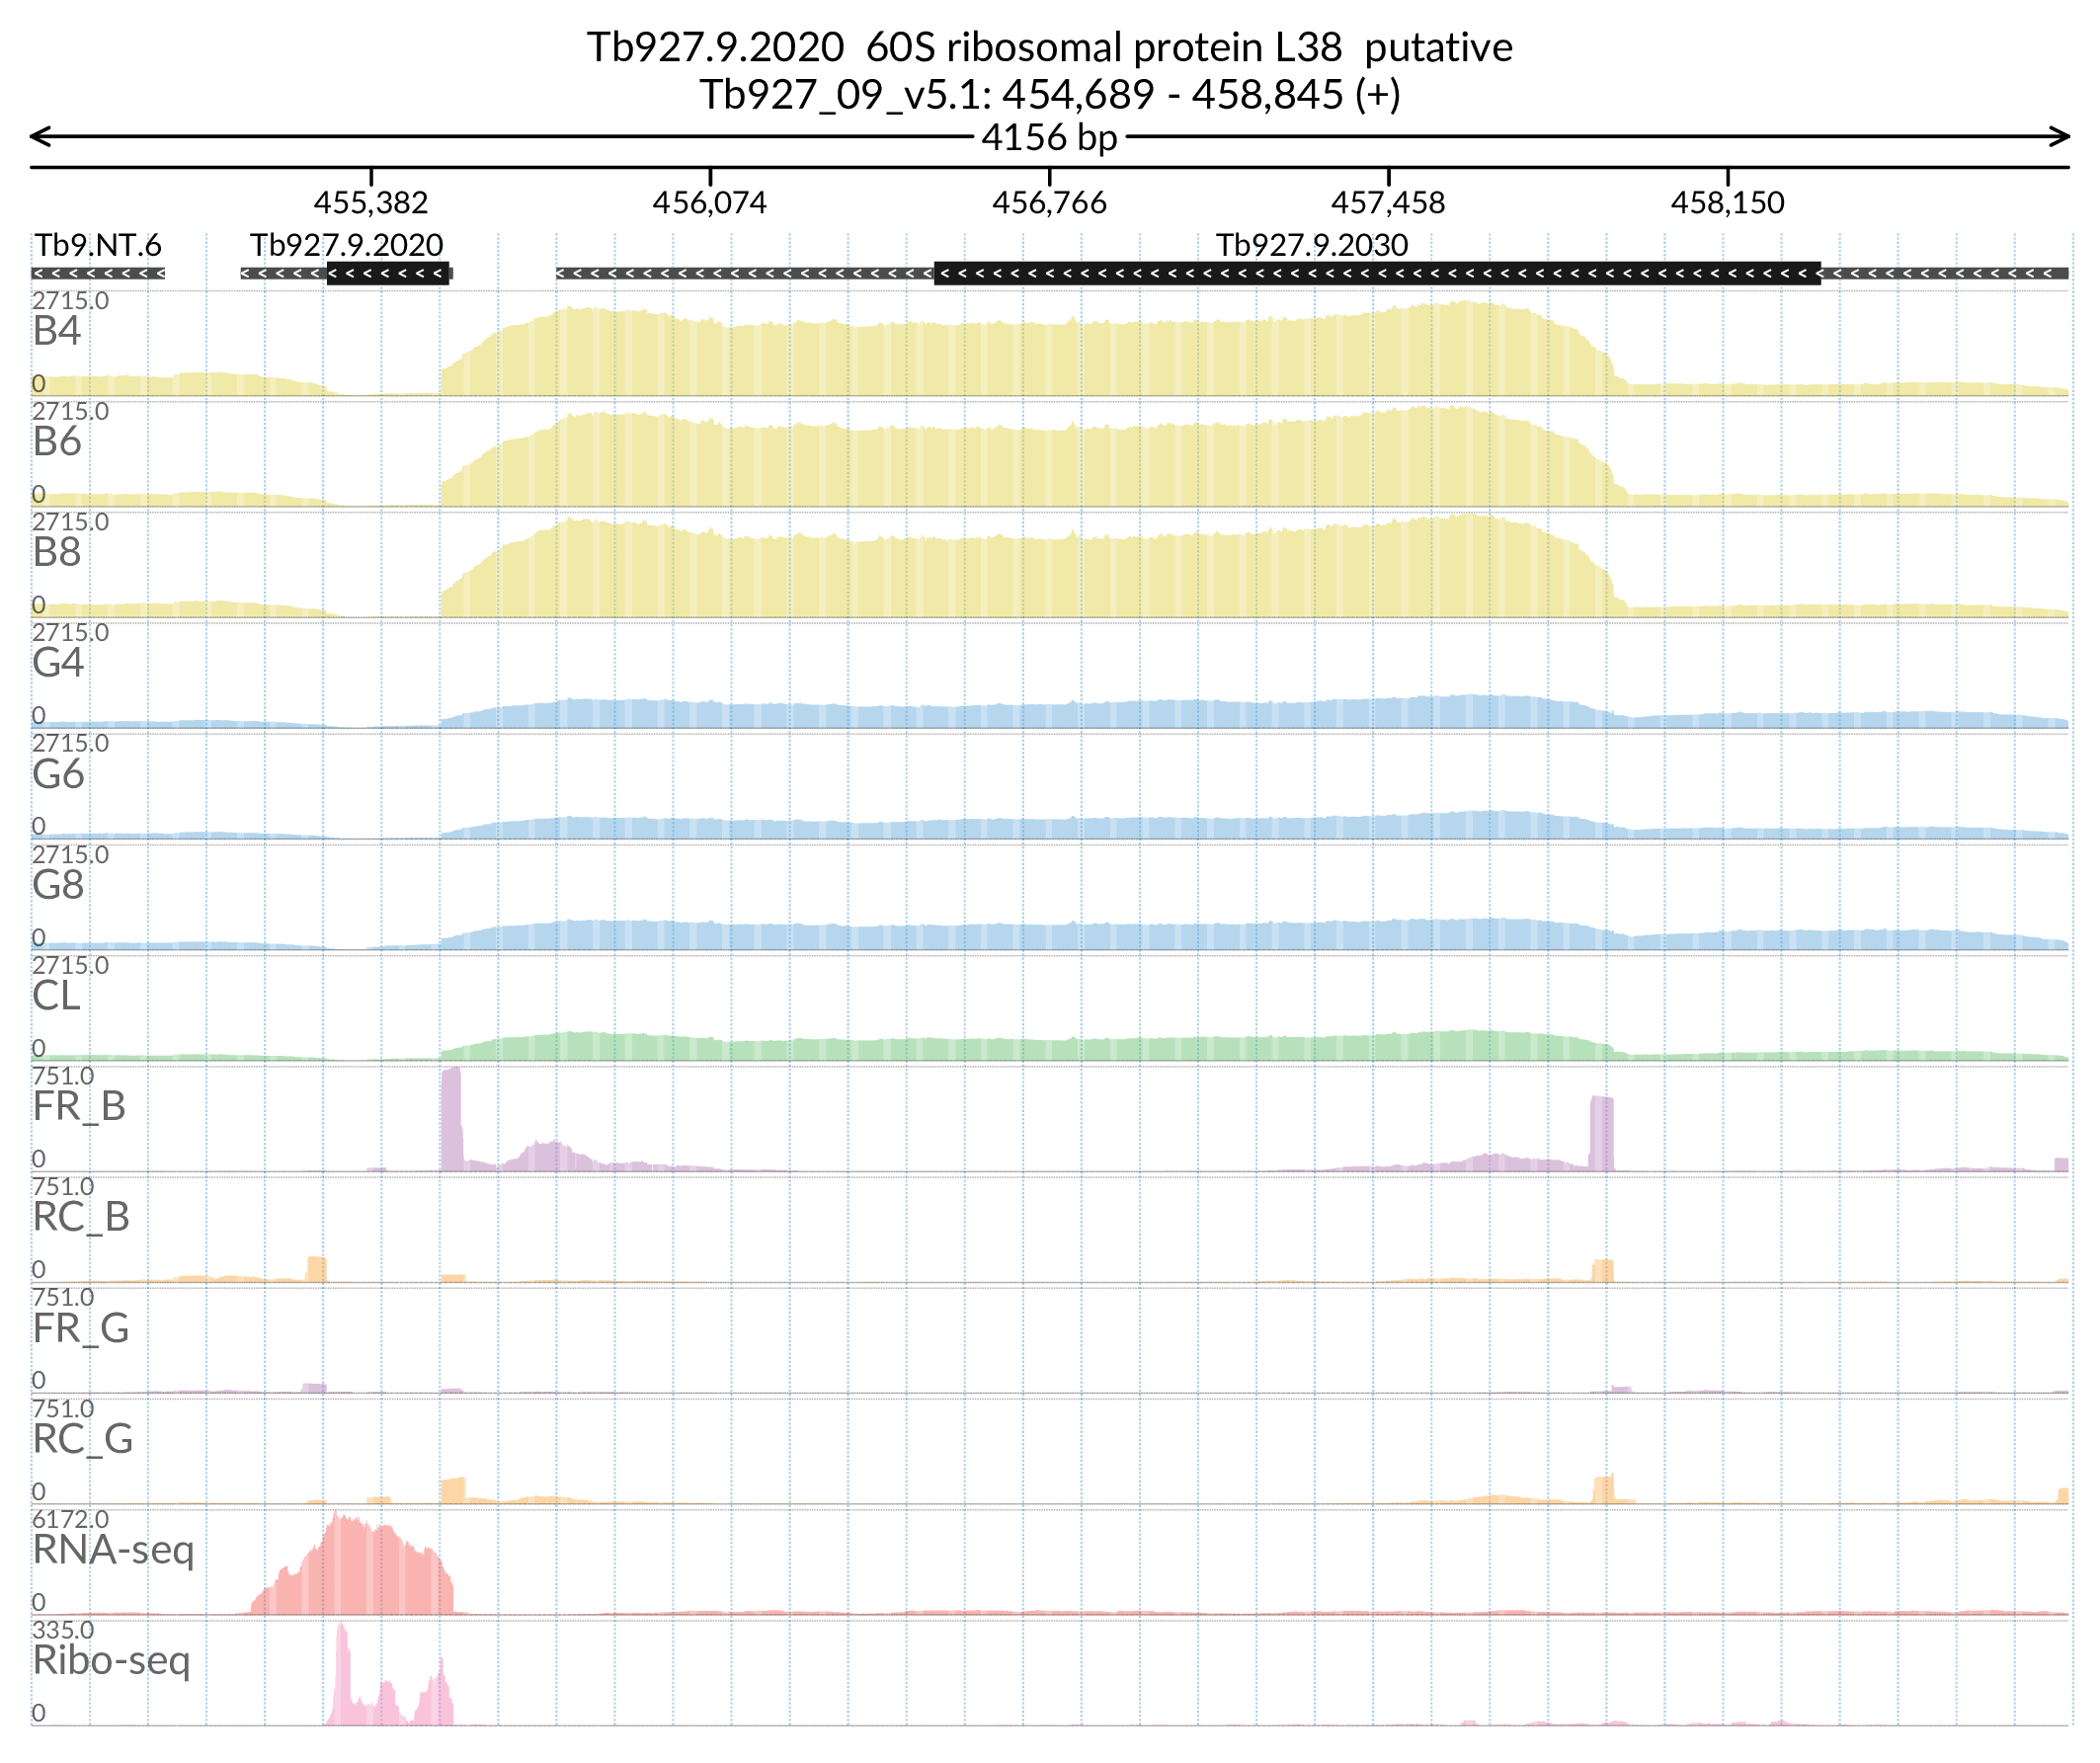 Tb927.9.2020  60S ribosomal protein L38  putative
Tb927_09_v5.1: 454,689 - 458,845 (+)
4156 bp
455,382 456,074 456,766 457,458 458,150
Tb9.NT.6 Tb927.9.2020 Tb927.9.2030
2715.0
B4
0
2715.0
B6
0
2715.0
B8
0
2715.0
G4
0
2715.0
G6
0
2715.0
G8
0
2715.0
CL
0
751.0
FR_B
0
751.0
RC_B
0
751.0
FR_G
0
751.0
RC_G
0
6172.0
RNA-seq
0
335.0
Ribo-seq
0